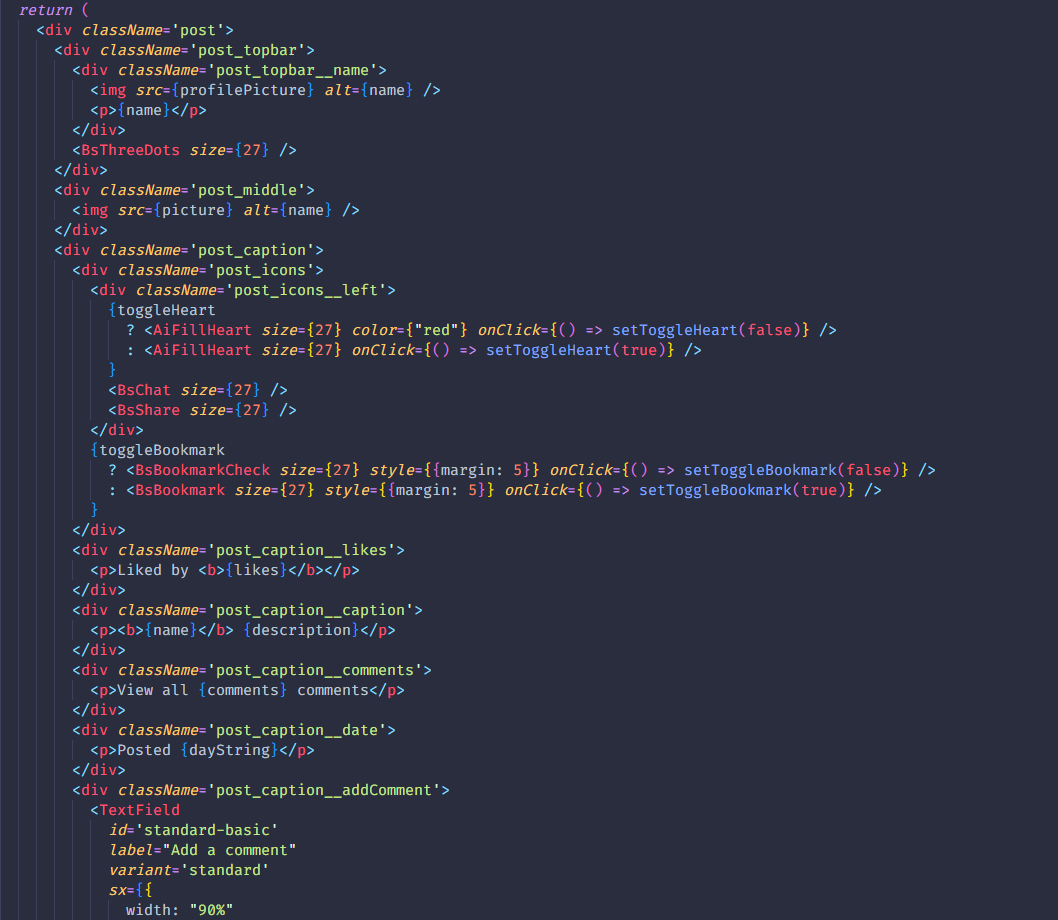 return (
<div className='post'>
<div className='post_topbar'>
<div className='post_topbar__name'>
<img src={profilePicture} alt={name} />
<p>{name}</p>
</div>
<BsThreeDots size={27} />
</div>
<div className='post_middle'>
<img src={picture} alt={name} />
</div>
<div className='post_caption'>
<div className='post_icons'>
<div className='post_icons__left'>
{toggleHeart
? <AiFillHeart size={27} color={"red"} onClick={() => setToggleHeart(false)} />
: <AiFillHeart size={27} onClick={() => setToggleHeart(true)} />
}
<BsChat size={27} />
<BsShare size={27} />
</div>
{toggleBookmark
? <BsBookmarkCheck size={27} style={{margin: 5}} onClick={() => setToggleBookmark(false)} />
: <BsBookmark size={27} style={{margin: 5}} onClick={() => setToggleBookmark(true)} />
}
</div>
<div className='post_caption__likes'>
<p>Liked by <b>{likes}</b></p>
</div>
<div className='post_caption__caption'>
<p><b>{name}</b> {description}</p>
</div>
<div className='post_caption__comments'>
<p>View all {comments} comments</p>
</div>
<div className='post_caption__date'>
<p>Posted {dayString}</p>
</div>
<div className='post_caption__addComment'>
<TextField
id='standard-basic'
label="Add a comment"
variant='standard'
sx={{
width: "90%"